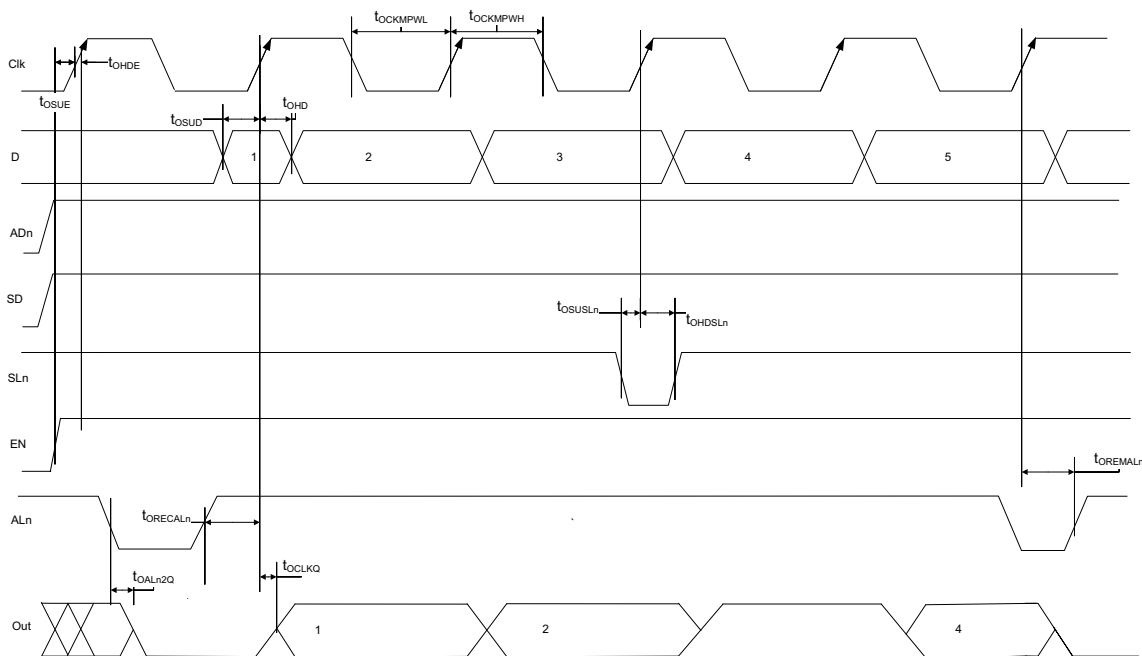 tOCKMPWL tOCKMPWH
Clk
tOHDE
tOSUE
tOSUD
tOHD
D 1 2 3 4 5
ADn
SD
tOSUSLn
tOHDSLn
SLn
EN
tOREMALn
ALn
tORECALn
tOCLKQ
tOALn2Q
Out 1 2 4